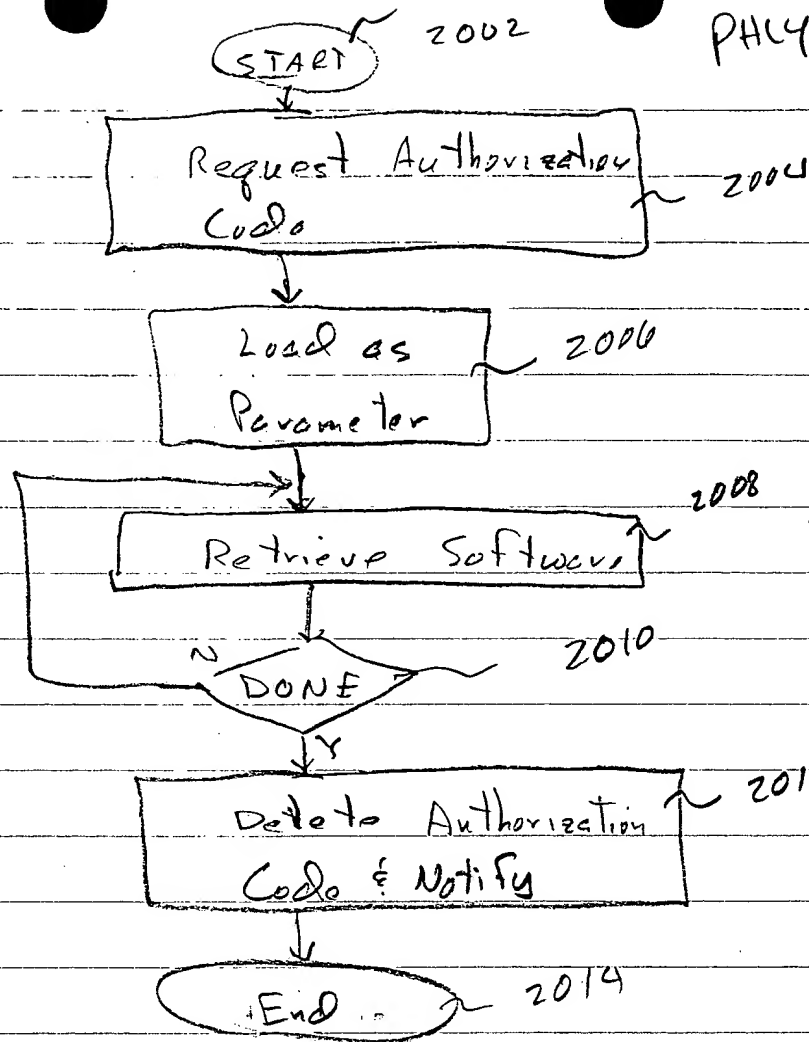 2002
PHLY
START
Request Authorization
Code
2004
Load as
Parameter
2006
2008
Retrieve Software
N
DONE
2010
Y
201
Delete Authorization
Code & Notify
End
2014